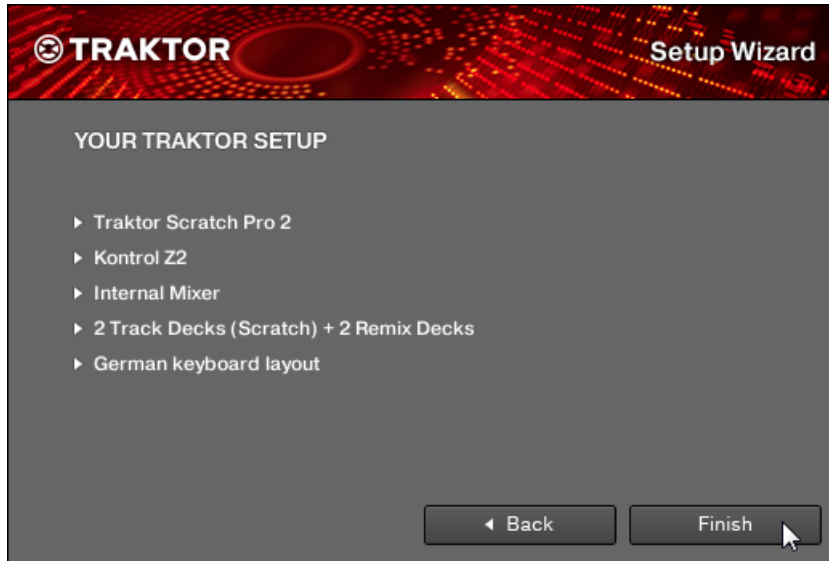 TRAKTOR
Setup Wizard
YOUR TRAKTOR SETUP
Traktor Scratch Pro 2
Kontrol Z2
Internal Mixer
2 Track Decks (Scratch) + 2 Remix Decks
German keyboard layout
Back
Finish